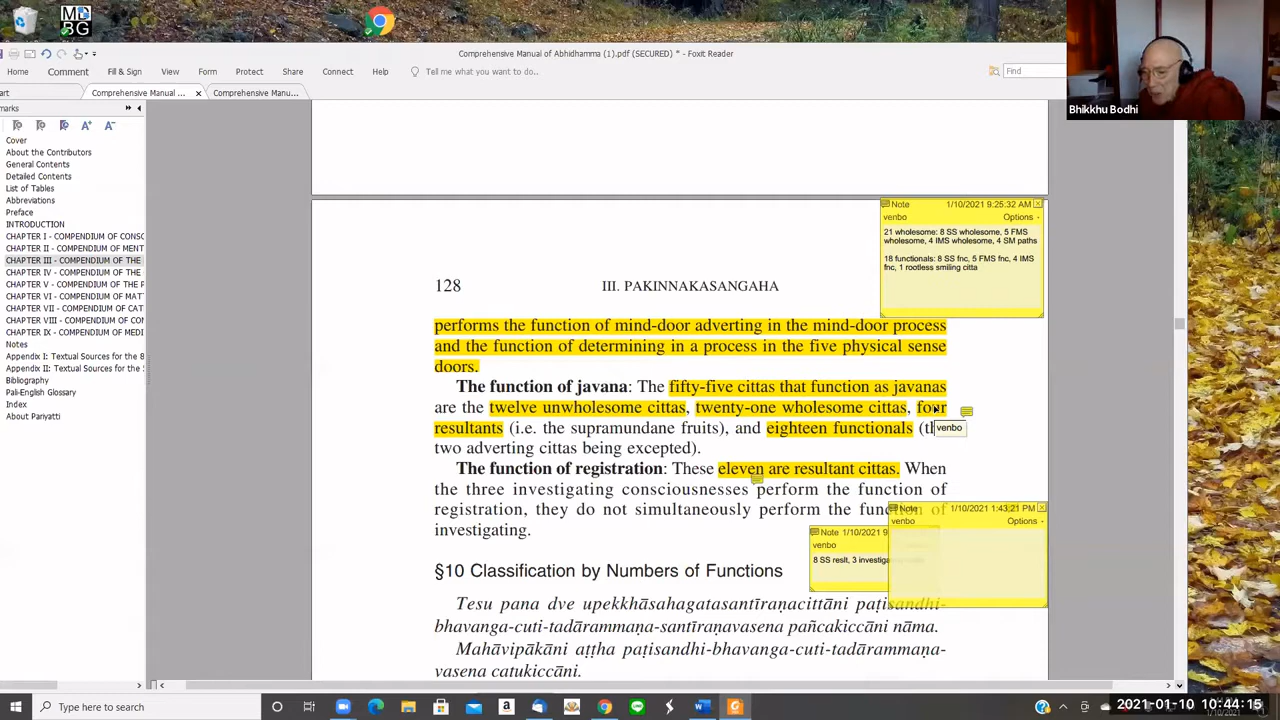 MD
BG
Comprehensive Manual of Abhidhamma (1).pdf (SECURED) * - Foxit Reader
Home Comment Fill & Sign View Form Protect Share Connect Help Tell me what you want to do.. Find
Bhikkhu Bodhi
art Comprehensive Manual ... × Comprehensive Manu...
marks
Cover
About the Contributors
General Contents
Detailed Contents
List of Tables
Abbreviations
Preface
INTRODUCTION
CHAPTER I - COMPENDIUM OF CONSC
CHAPTER II - COMPENDIUM OF MENT
CHAPTER III - COMPENDIUM OF THE
CHAPTER IV - COMPENDIUM OF THE
CHAPTER V - COMPENDIUM OF THE P
CHAPTER VI - COMPENDIUM OF MAT
CHAPTER VII - COMPENDIUM OF CAT
CHAPTER VIII - COMPENDIUM OF CON
CHAPTER IX - COMPENDIUM OF MEDI
Notes
Appendix I: Textual Sources for the 8
Appendix II: Textual Sources for the
Bibliography
Pali-English Glossary
Index
About Pariyatti
Note 1/10/2021 9:25:32 AM
venbo Options
21 wholesome: 8 SS wholesome, 5 FMS
wholesome, 4 IMS wholesome, 4 SM paths
18 functionals: 8 SS fnc, 5 FMS fnc, 4 IMS
fnc, 1 rootless smiling citta
128 III. PAKINNAKASANGAHA
performs the function of mind-door adverting in the mind-door process
and the function of determining in a process in the five physical sense
doors.
The function of javana: The fifty-five cittas that function as javanas
are the twelve unwholesome cittas, twenty-one wholesome cittas, four
resultants (i.e. the supramundane fruits), and eighteen functionals
venbo
two adverting cittas being excepted).
The function of registration: These eleven are resultant cittas. When
the three investigating consciousnesses perform the function of
registration, they do not simultaneously perform the function of
investigating.
Note 1/10/2021 1:43:21 PM
venbo Options
Note 1/10/2021 9
venbo
8 SS reslt, 3 investiga
§10 Classification by Numbers of Functions
Tesu pana dve upekkhāsahagatasantīraṇacittāni paṭisandhi-
bhavanga-cuti-tadārammaṇa-santīraṇavasena pañcakiccāni nāma.
Mahāvipākāni aṭṭha paṭisandhi-bhavanga-cuti-tadārammaṇa-
vasena catukiccāni.
Type here to search
2021-01-10 10:44:15